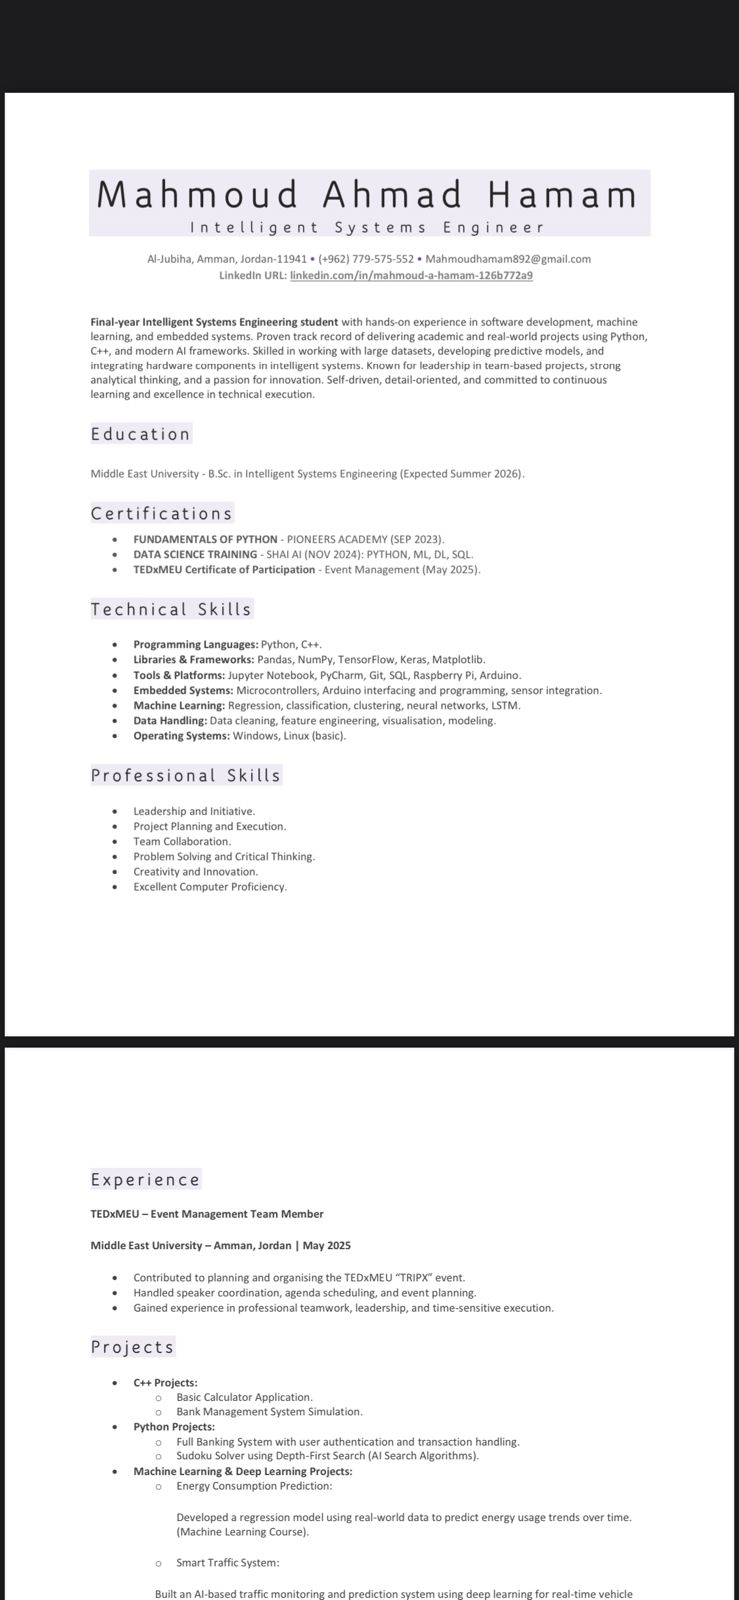 Mahmoud Ahmad Hamam
Intelligent Systems Engineer
Al-Jubiha, Amman, Jordan-11941 • (+962) 779-575-552 • Mahmoudhamam892@gmail.com
LinkedIn URL: linkedin.com/in/mahmoud-a-hamam-126b772a9
Final-year Intelligent Systems Engineering student with hands-on experience in software development, machine
learning, and embedded systems. Proven track record of delivering academic and real-world projects using Python,
C++, and modern AI frameworks. Skilled in working with large datasets, developing predictive models, and
integrating hardware components in intelligent systems. Known for leadership in team-based projects, strong
analytical thinking, and a passion for innovation. Self-driven, detail-oriented, and committed to continuous
learning and excellence in technical execution.
Education
Middle East University - B.Sc. in Intelligent Systems Engineering (Expected Summer 2026).
Certifications
• FUNDAMENTALS OF PYTHON - PIONEERS ACADEMY (SEP 2023).
• DATA SCIENCE TRAINING - SHAI AI (NOV 2024): PYTHON, ML, DL, SQL.
• TEDxMEU Certificate of Participation - Event Management (May 2025).
Technical Skills
• Programming Languages: Python, C++.
• Libraries & Frameworks: Pandas, NumPy, TensorFlow, Keras, Matplotlib.
• Tools & Platforms: Jupyter Notebook, PyCharm, Git, SQL, Raspberry Pi, Arduino.
• Embedded Systems: Microcontrollers, Arduino interfacing and programming, sensor integration.
• Machine Learning: Regression, classification, clustering, neural networks, LSTM.
• Data Handling: Data cleaning, feature engineering, visualisation, modeling.
• Operating Systems: Windows, Linux (basic).
Professional Skills
• Leadership and Initiative.
• Project Planning and Execution.
• Team Collaboration.
• Problem Solving and Critical Thinking.
• Creativity and Innovation.
• Excellent Computer Proficiency.
Experience
TEDxMEU – Event Management Team Member
Middle East University – Amman, Jordan | May 2025
• Contributed to planning and organising the TEDxMEU “TRIPX” event.
• Handled speaker coordination, agenda scheduling, and event planning.
• Gained experience in professional teamwork, leadership, and time-sensitive execution.
Projects
• C++ Projects:
o Basic Calculator Application.
o Bank Management System Simulation.
• Python Projects:
o Full Banking System with user authentication and transaction handling.
o Sudoku Solver using Depth-First Search (AI Search Algorithms).
• Machine Learning & Deep Learning Projects:
o Energy Consumption Prediction:
Developed a regression model using real-world data to predict energy usage trends over time.
(Machine Learning Course).
o Smart Traffic System:
Built an AI-based traffic monitoring and prediction system using deep learning for real-time vehicle